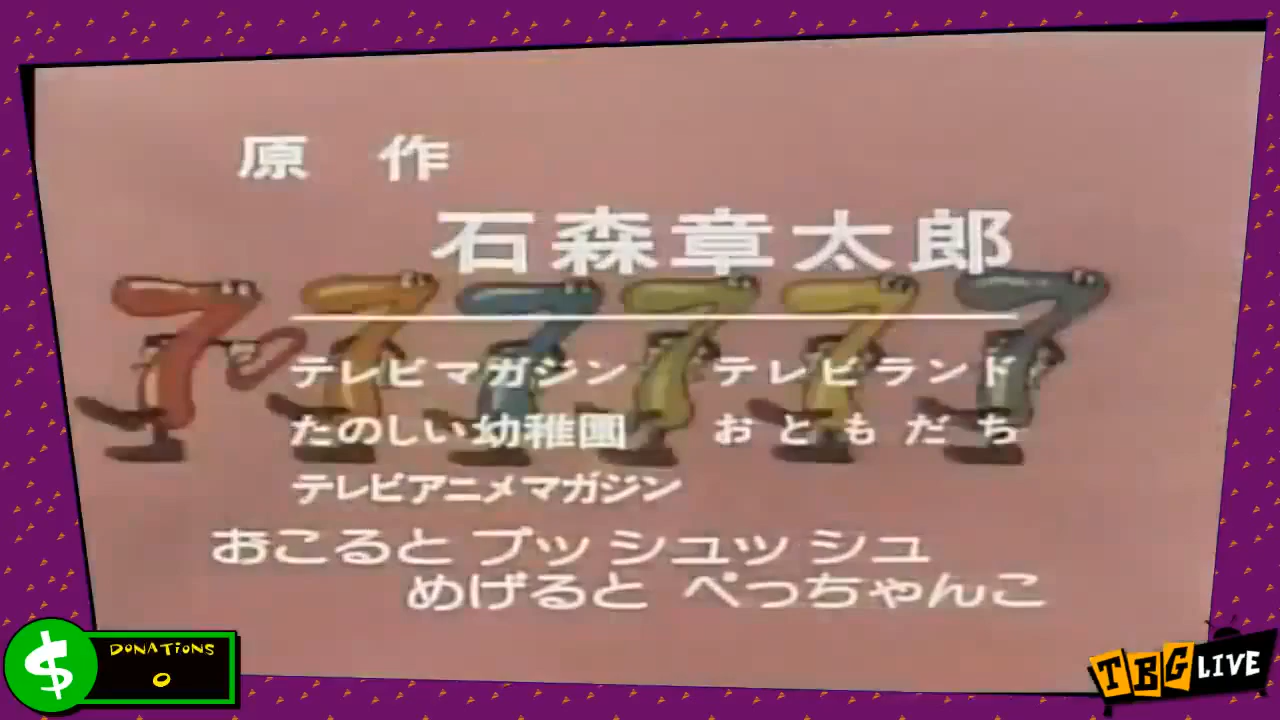 原 作
石森章太郎
テレビマガジン テレビランド
たのしい幼稚園 おともだち
テレビアニメマガジン
おこると プッ シュッ シュ
めげると ぺっちゃんこ
DONATIONS
0
TBG LIVE